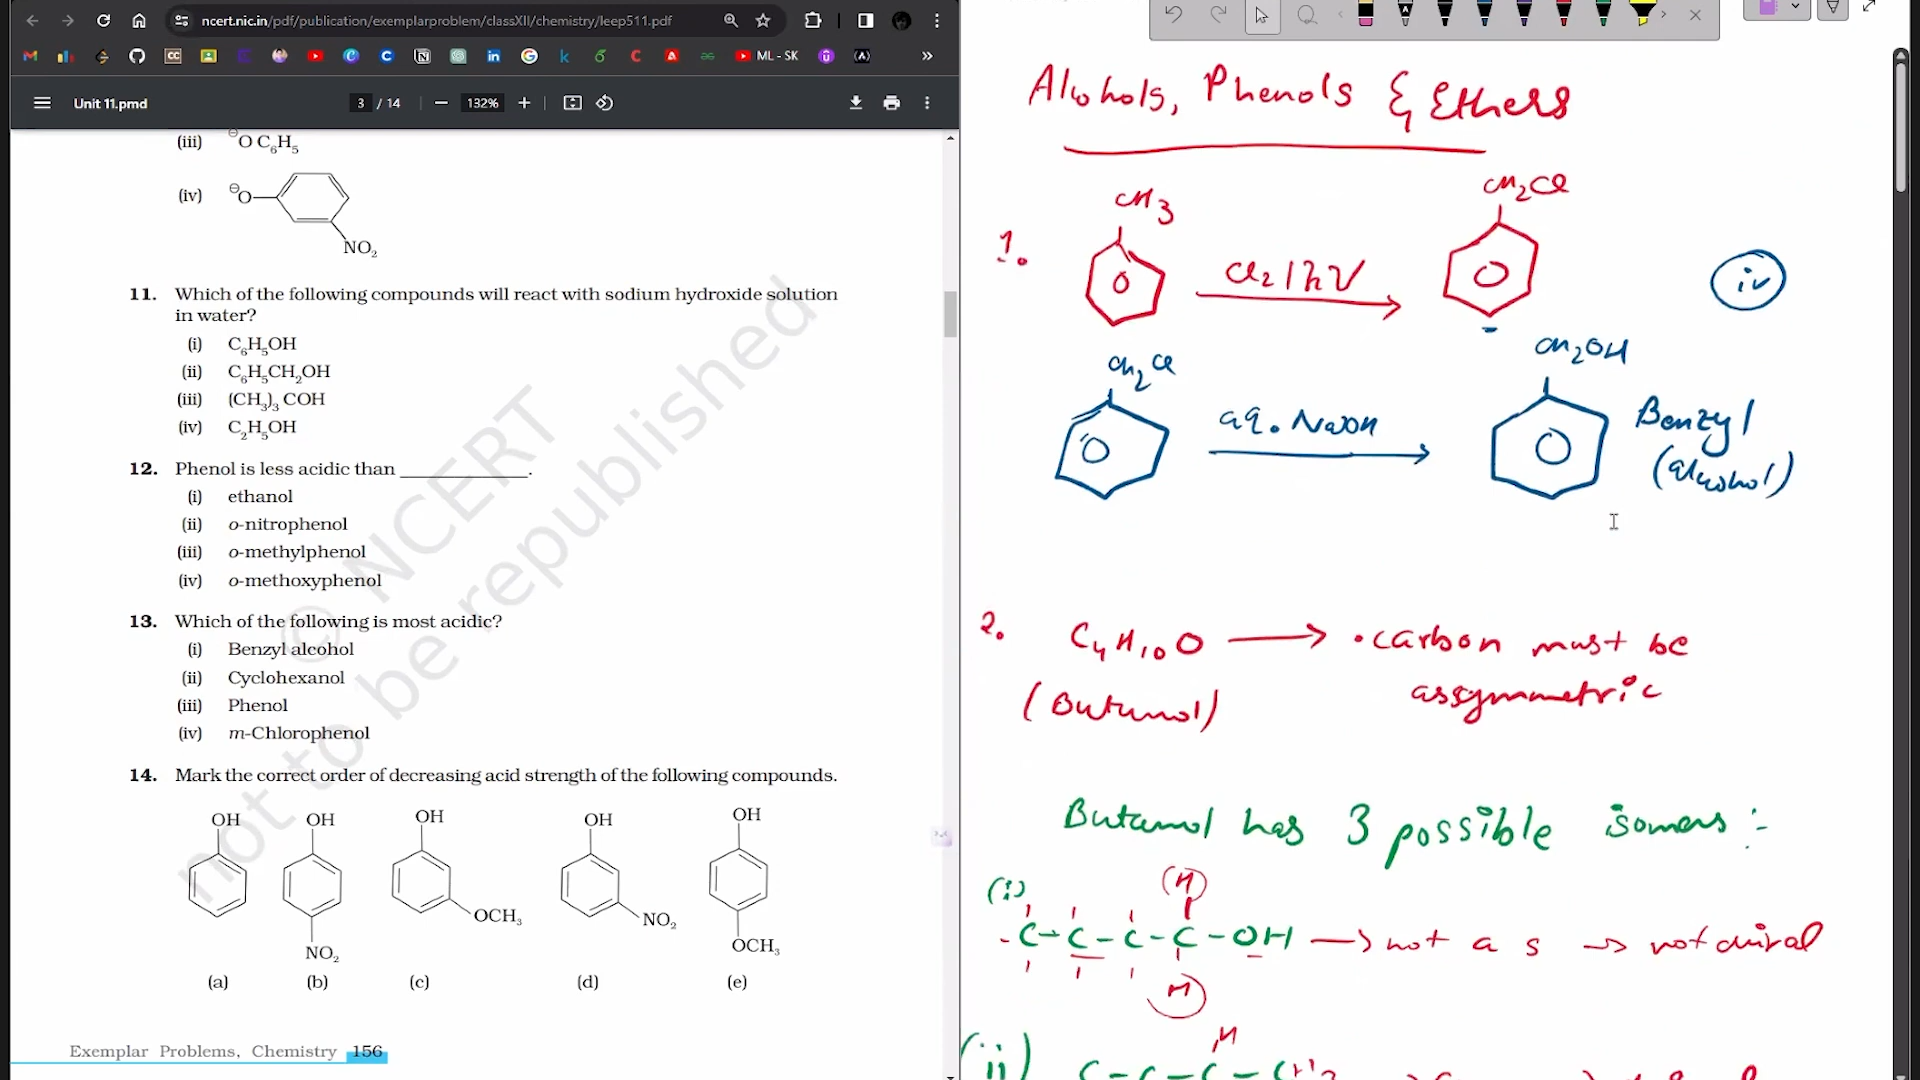 ncert.nic.in/pdf/publication/exemplarproblem/classXII/chemistry/leep511.pdf
ML - SK
Unit 11.pmd
3 / 14
132%
(iii) ⊖O C₆H₅
(iv) ⊖O
NO₂
11. Which of the following compounds will react with sodium hydroxide solution
in water?
(i) C₆H₅OH
(ii) C₆H₅CH₂OH
(iii) (CH₃)₃ COH
(iv) C₂H₅OH
12. Phenol is less acidic than ______________.
(i) ethanol
(ii) o-nitrophenol
(iii) o-methylphenol
(iv) o-methoxyphenol
13. Which of the following is most acidic?
(i) Benzyl alcohol
(ii) Cyclohexanol
(iii) Phenol
(iv) m-Chlorophenol
14. Mark the correct order of decreasing acid strength of the following compounds.
OH OH OH OH OH
OCH₃ NO₂
NO₂ OCH₃
(a) (b) (c) (d) (e)
Exemplar Problems, Chemistry 156
© NCERT
not to be republished
Alcohols, Phenols & Ethers
CH₃ CH₂Cl
1. Cl₂/hν iv
CH₂Cl CH₂OH
aq. NaOH Benzyl
(alcohol)
2. C₄H₁₀O → • carbon must be
(Butanol) assymmetric
Butanol has 3 possible isomers :-
(i) (H)
- C - C - C - C - OH → not a s → not chiral
(H)
H
(ii) C - C - C -